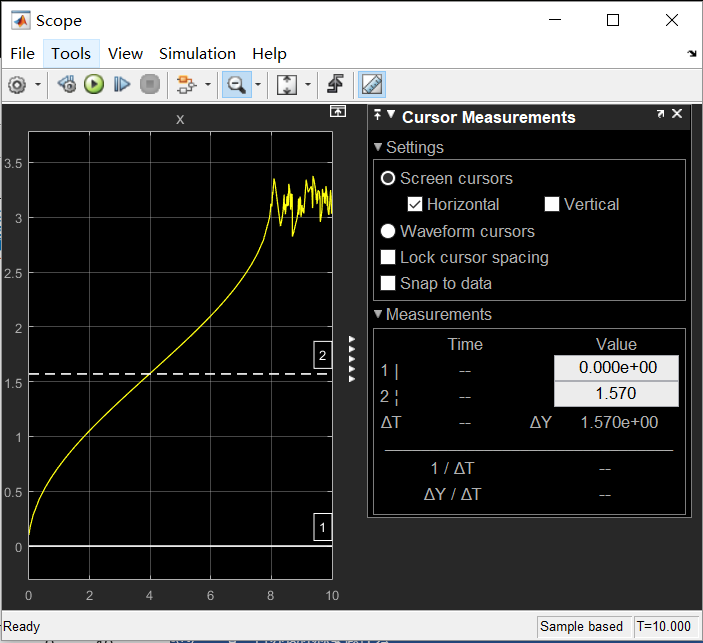 Scope
File Tools View Simulation Help
x
3.5
3
2.5
2
1.5
1
0.5
0
2
1
0 2 4 6 8 10
Cursor Measurements
Settings
Screen cursors
Horizontal Vertical
Waveform cursors
Lock cursor spacing
Snap to data
Measurements
Time Value
1 | -- 0.000e+00
2 ¦ -- 1.570
ΔT -- ΔY 1.570e+00
1 / ΔT --
ΔY / ΔT --
Ready Sample based T=10.000